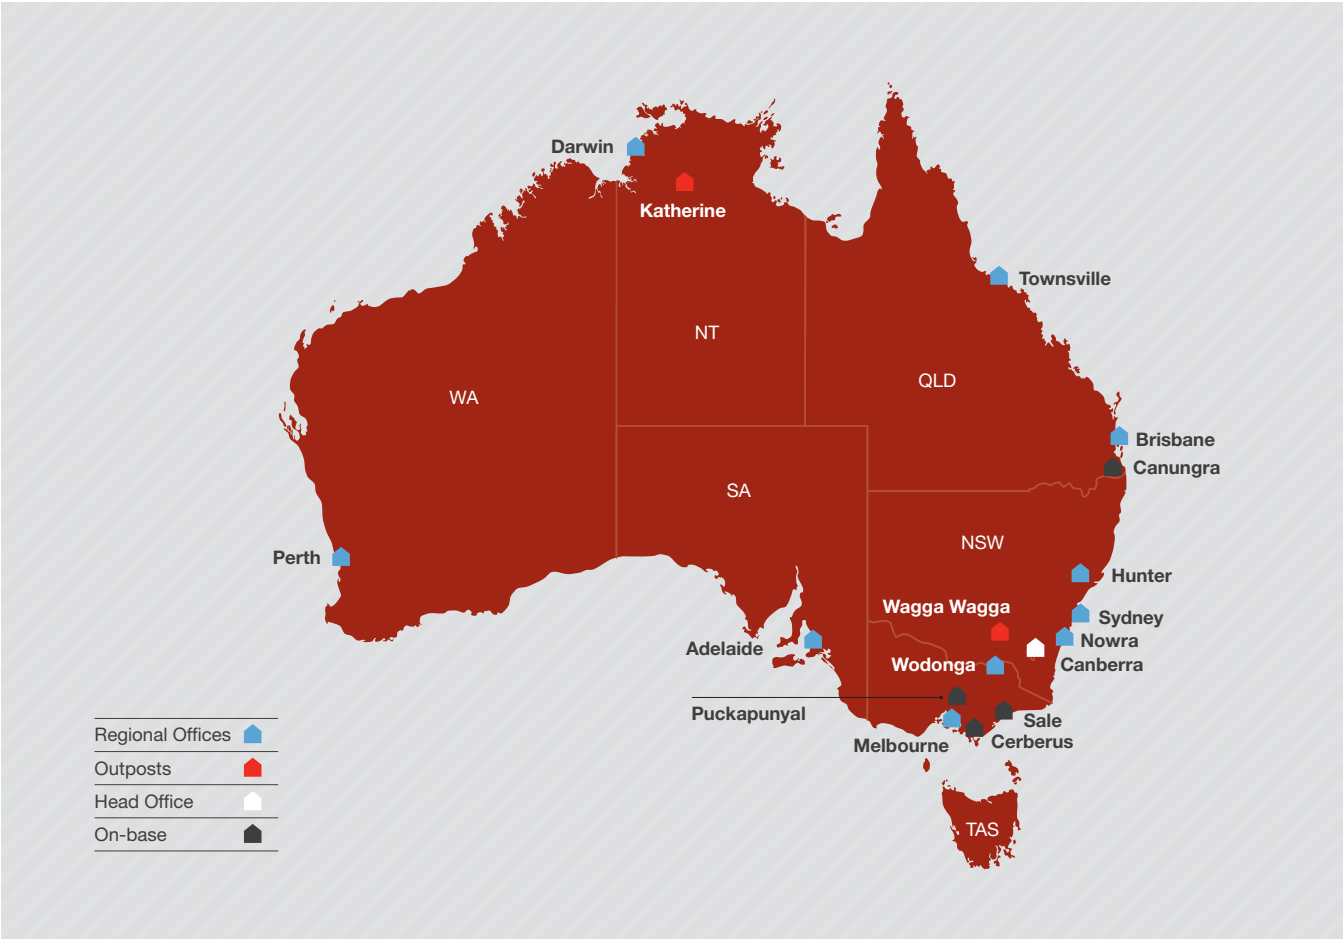 Darwin
Katherine
Townsville
NT
QLD
WA
Brisbane
Canungra
SA
NSW
Perth
Hunter
Wagga Wagga
Sydney
Nowra
Adelaide
Wodonga
Canberra
Puckapunyal
Sale
Melbourne
Cerberus
Regional Offices
Outposts
Head Office
On-base
TAS